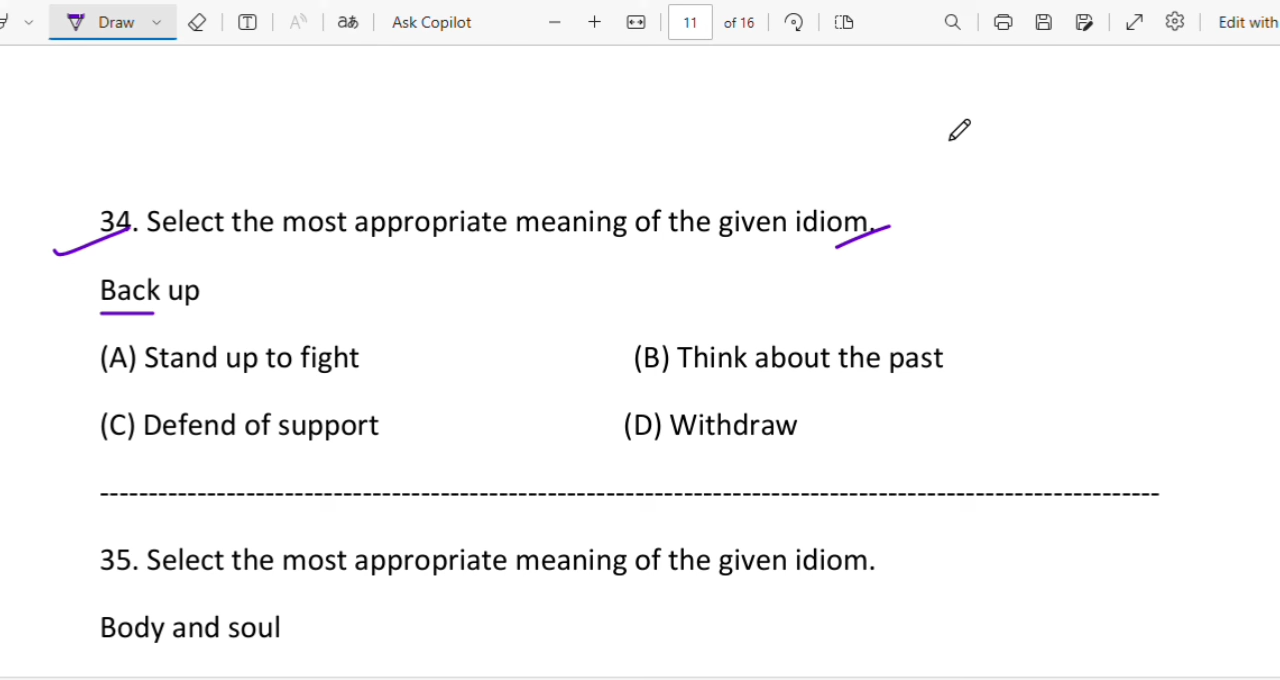 Draw
T
A
aあ
Ask Copilot
11
of 16
Edit with
34. Select the most appropriate meaning of the given idiom.
Back up
(A) Stand up to fight
(B) Think about the past
(C) Defend of support
(D) Withdraw
--------------------------------------------------------------------------------------------------------------
35. Select the most appropriate meaning of the given idiom.
Body and soul